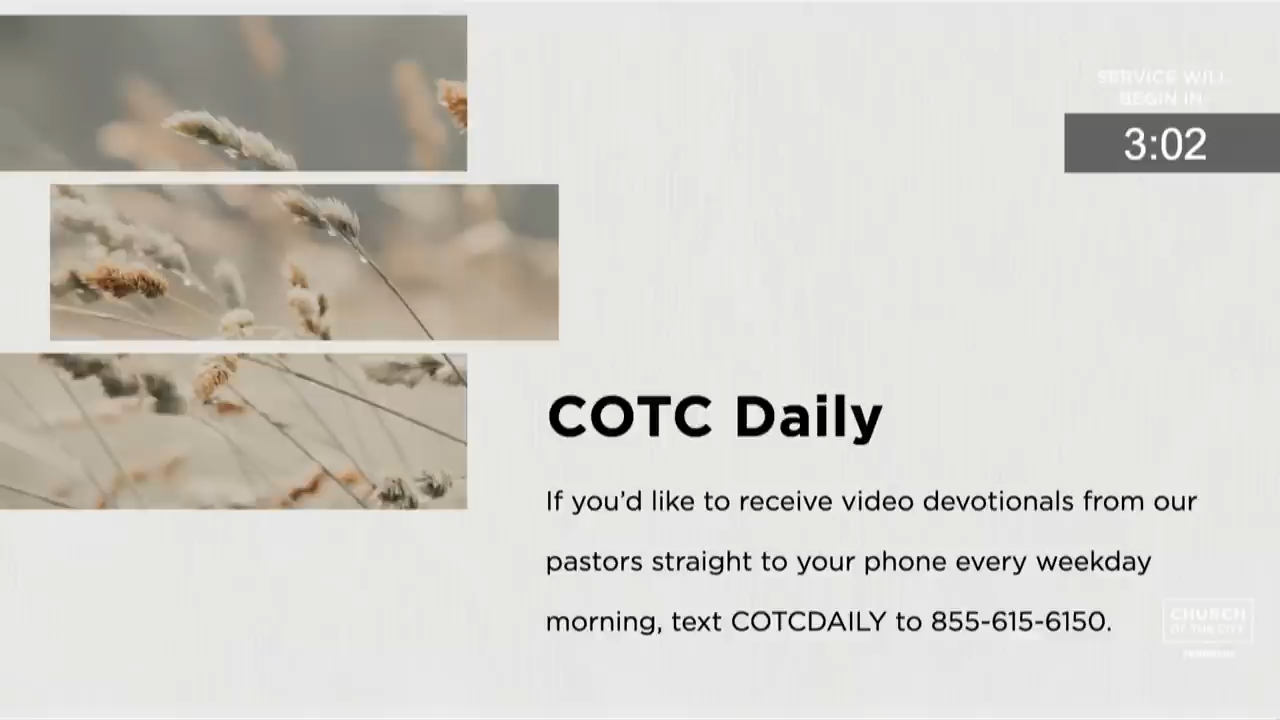 SERVICE WILL
BEGIN IN:
3:02
COTC Daily
If you’d like to receive video devotionals from our
pastors straight to your phone every weekday
morning, text COTCDAILY to 855-615-6150.
CHURCH
OF THE CITY